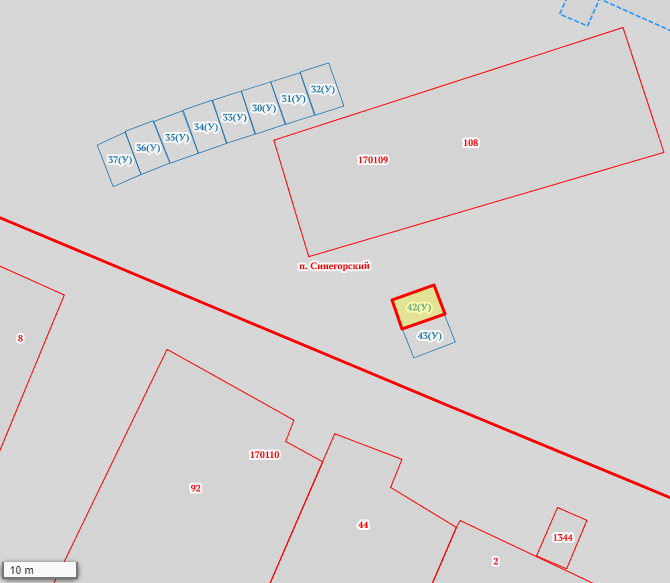 32(У)
31(У)
30(У)
33(У)
34(У)
35(У)
36(У)
37(У)
108
170109
п. Синегорский
42(У)
43(У)
8
170110
92
44
1344
2
10 m